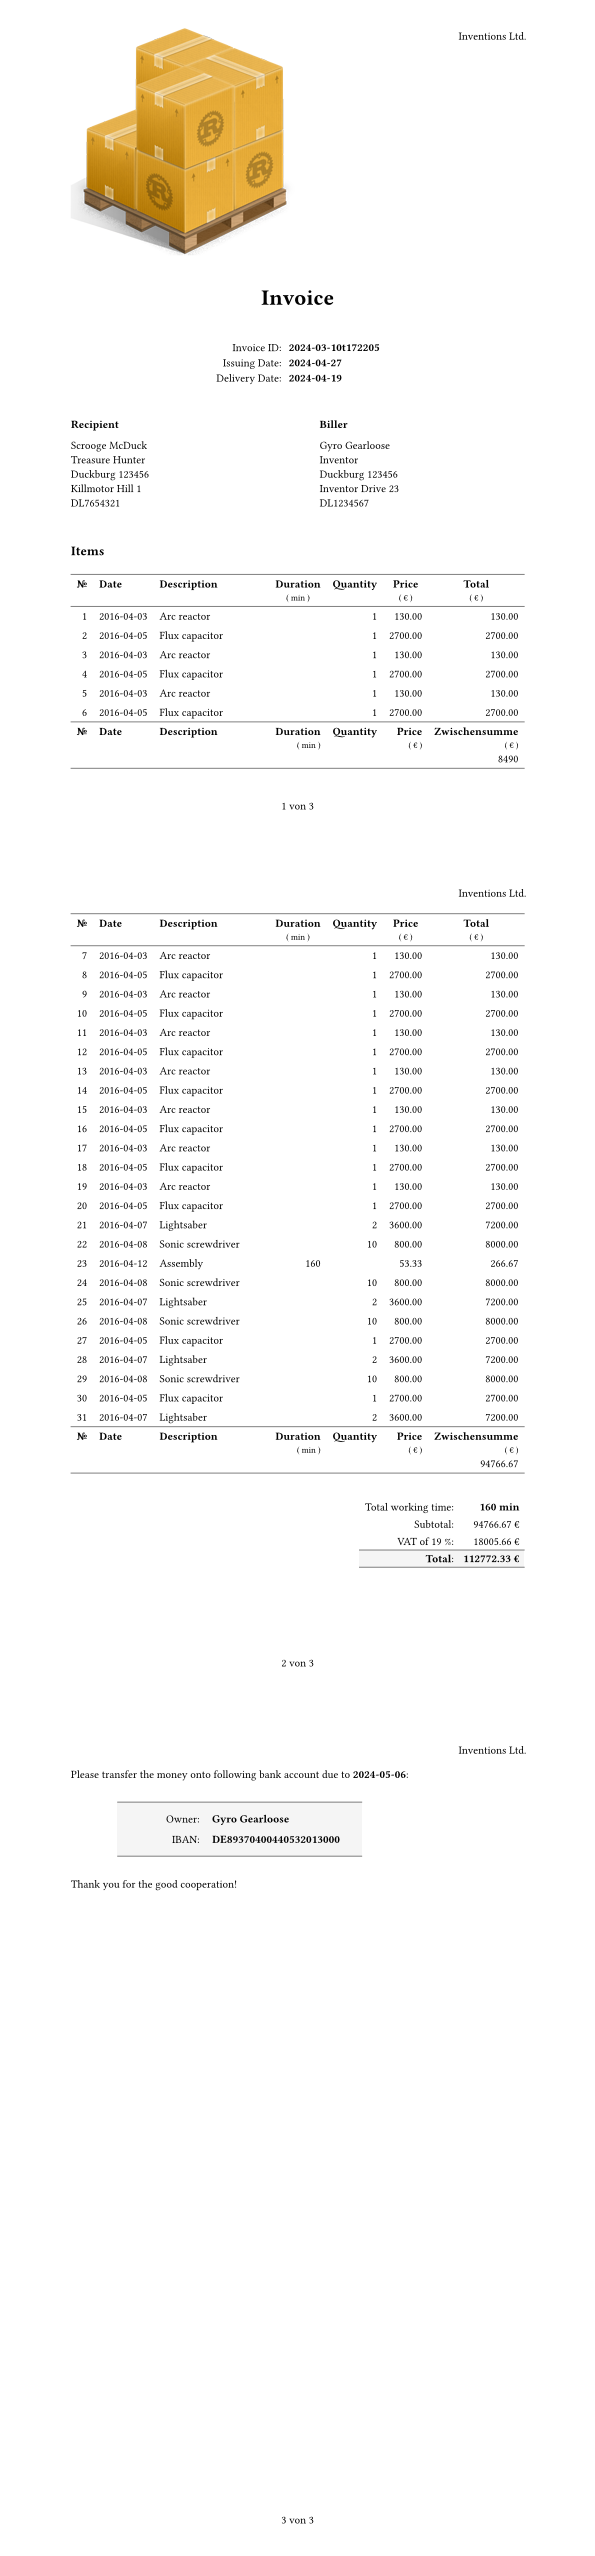 Inventions Ltd.
Invoice
Invoice ID: 2024-03-10t172205
Issuing Date: 2024-04-27
Delivery Date: 2024-04-19
Recipient
Scrooge McDuck
Treasure Hunter
Duckburg 123456
Killmotor Hill 1
DL7654321
Biller
Gyro Gearloose
Inventor
Duckburg 123456
Inventor Drive 23
DL1234567
Items
№ Date Description Duration Quantity Price Total
( min ) ( € ) ( € )
1 2016-04-03 Arc reactor 1 130.00 130.00
2 2016-04-05 Flux capacitor 1 2700.00 2700.00
3 2016-04-03 Arc reactor 1 130.00 130.00
4 2016-04-05 Flux capacitor 1 2700.00 2700.00
5 2016-04-03 Arc reactor 1 130.00 130.00
6 2016-04-05 Flux capacitor 1 2700.00 2700.00
№ Date Description Duration Quantity Price Zwischensumme
( min ) ( € ) ( € )
8490
1 von 3
Inventions Ltd.
№ Date Description Duration Quantity Price Total
( min ) ( € ) ( € )
7 2016-04-03 Arc reactor 1 130.00 130.00
8 2016-04-05 Flux capacitor 1 2700.00 2700.00
9 2016-04-03 Arc reactor 1 130.00 130.00
10 2016-04-05 Flux capacitor 1 2700.00 2700.00
11 2016-04-03 Arc reactor 1 130.00 130.00
12 2016-04-05 Flux capacitor 1 2700.00 2700.00
13 2016-04-03 Arc reactor 1 130.00 130.00
14 2016-04-05 Flux capacitor 1 2700.00 2700.00
15 2016-04-03 Arc reactor 1 130.00 130.00
16 2016-04-05 Flux capacitor 1 2700.00 2700.00
17 2016-04-03 Arc reactor 1 130.00 130.00
18 2016-04-05 Flux capacitor 1 2700.00 2700.00
19 2016-04-03 Arc reactor 1 130.00 130.00
20 2016-04-05 Flux capacitor 1 2700.00 2700.00
21 2016-04-07 Lightsaber 2 3600.00 7200.00
22 2016-04-08 Sonic screwdriver 10 800.00 8000.00
23 2016-04-12 Assembly 160 53.33 266.67
24 2016-04-08 Sonic screwdriver 10 800.00 8000.00
25 2016-04-07 Lightsaber 2 3600.00 7200.00
26 2016-04-08 Sonic screwdriver 10 800.00 8000.00
27 2016-04-05 Flux capacitor 1 2700.00 2700.00
28 2016-04-07 Lightsaber 2 3600.00 7200.00
29 2016-04-08 Sonic screwdriver 10 800.00 8000.00
30 2016-04-05 Flux capacitor 1 2700.00 2700.00
31 2016-04-07 Lightsaber 2 3600.00 7200.00
№ Date Description Duration Quantity Price Zwischensumme
( min ) ( € ) ( € )
94766.67
Total working time: 160 min
Subtotal: 94766.67 €
VAT of 19 %: 18005.66 €
Total: 112772.33 €
2 von 3
Inventions Ltd.
Please transfer the money onto following bank account due to 2024-05-06:
Owner: Gyro Gearloose
IBAN: DE89370400440532013000
Thank you for the good cooperation!
3 von 3